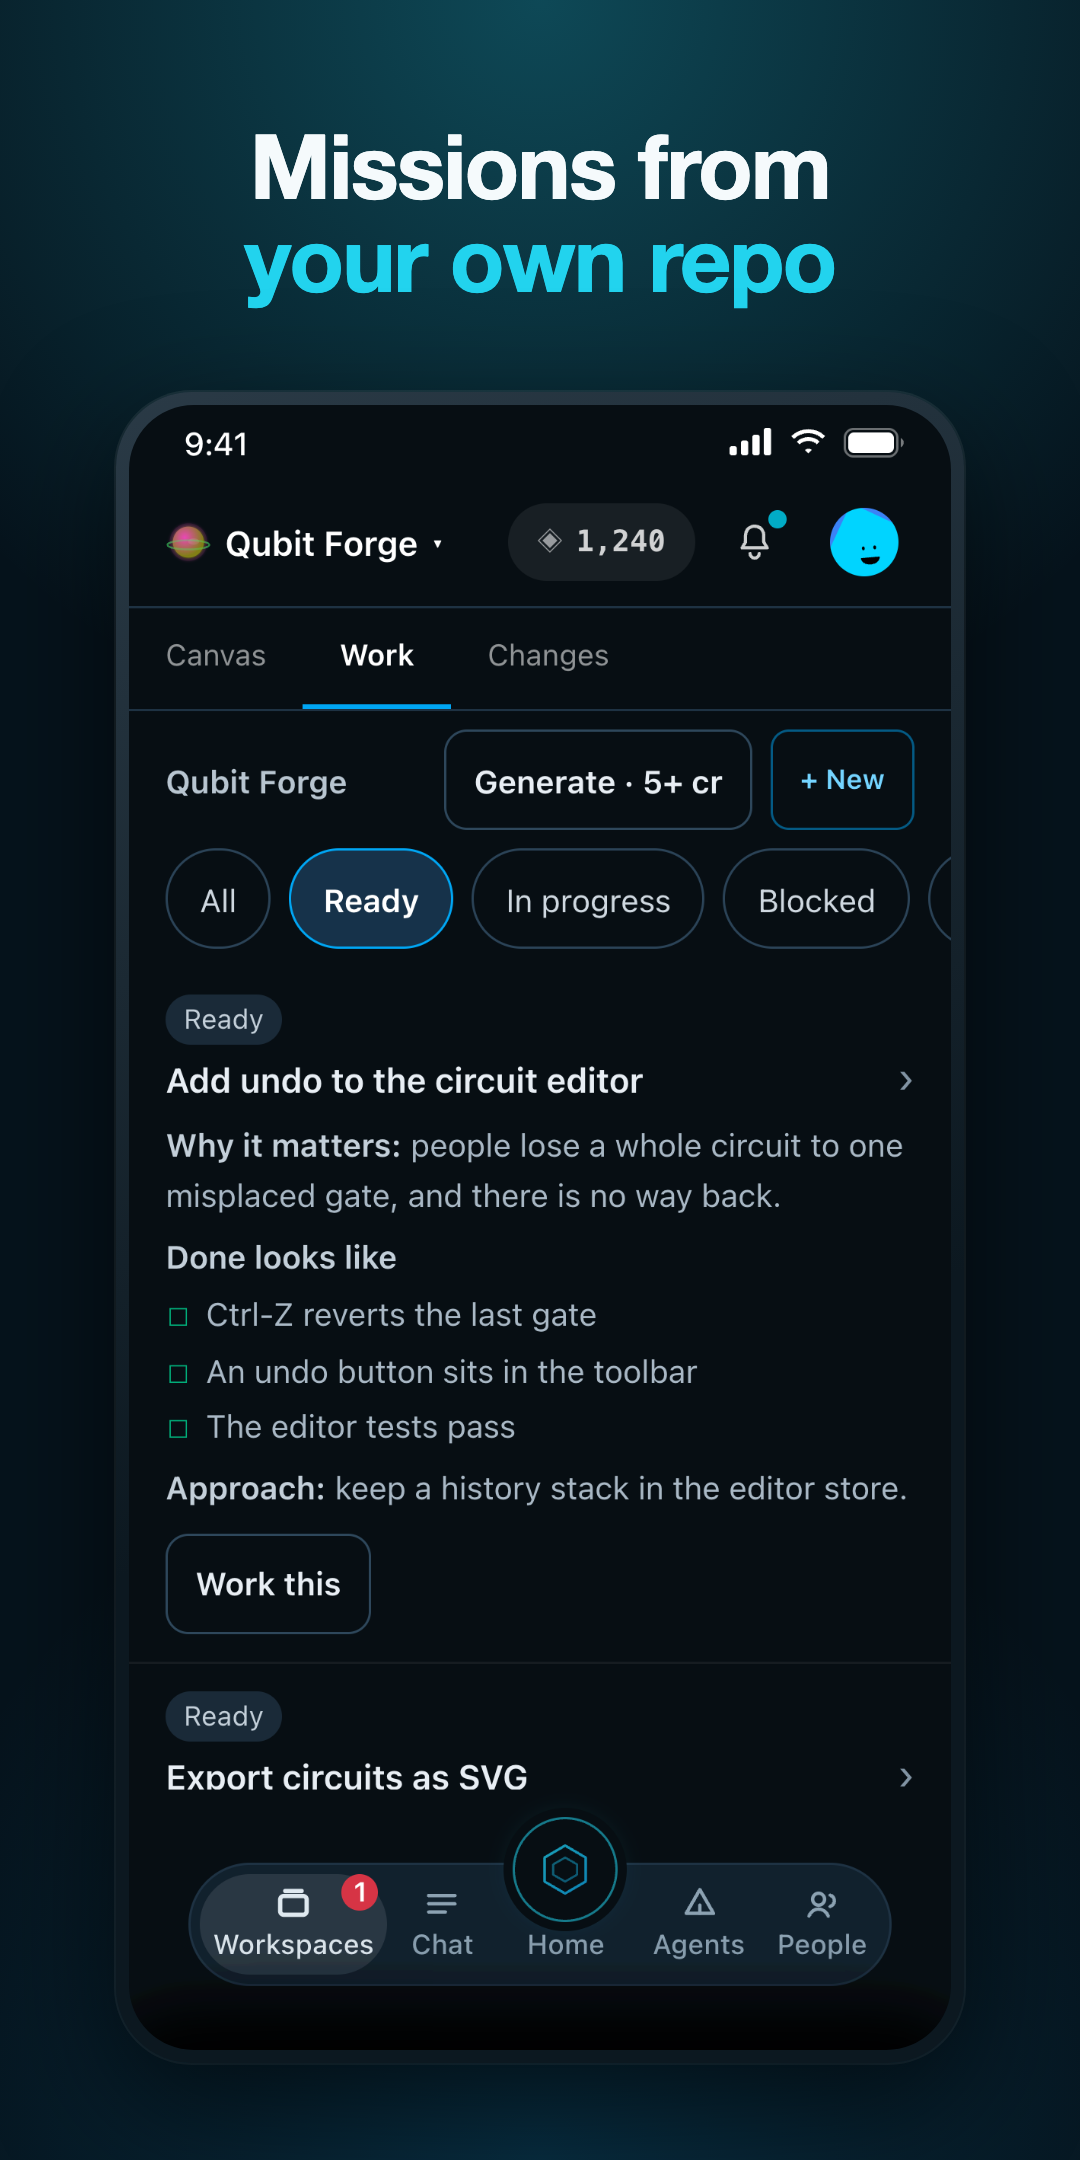 Missions from
your own repo
9:41
Qubit Forge
1,240
Canvas
Work
Changes
Qubit Forge
Generate · 5+ cr
+ New
All
Ready
In progress
Blocked
Ready
Add undo to the circuit editor
Why it matters: people lose a whole circuit to one
misplaced gate, and there is no way back.
Done looks like
Ctrl-Z reverts the last gate
An undo button sits in the toolbar
The editor tests pass
Approach: keep a history stack in the editor store.
Work this
Ready
Export circuits as SVG
1
Workspaces
Chat
Home
Agents
People